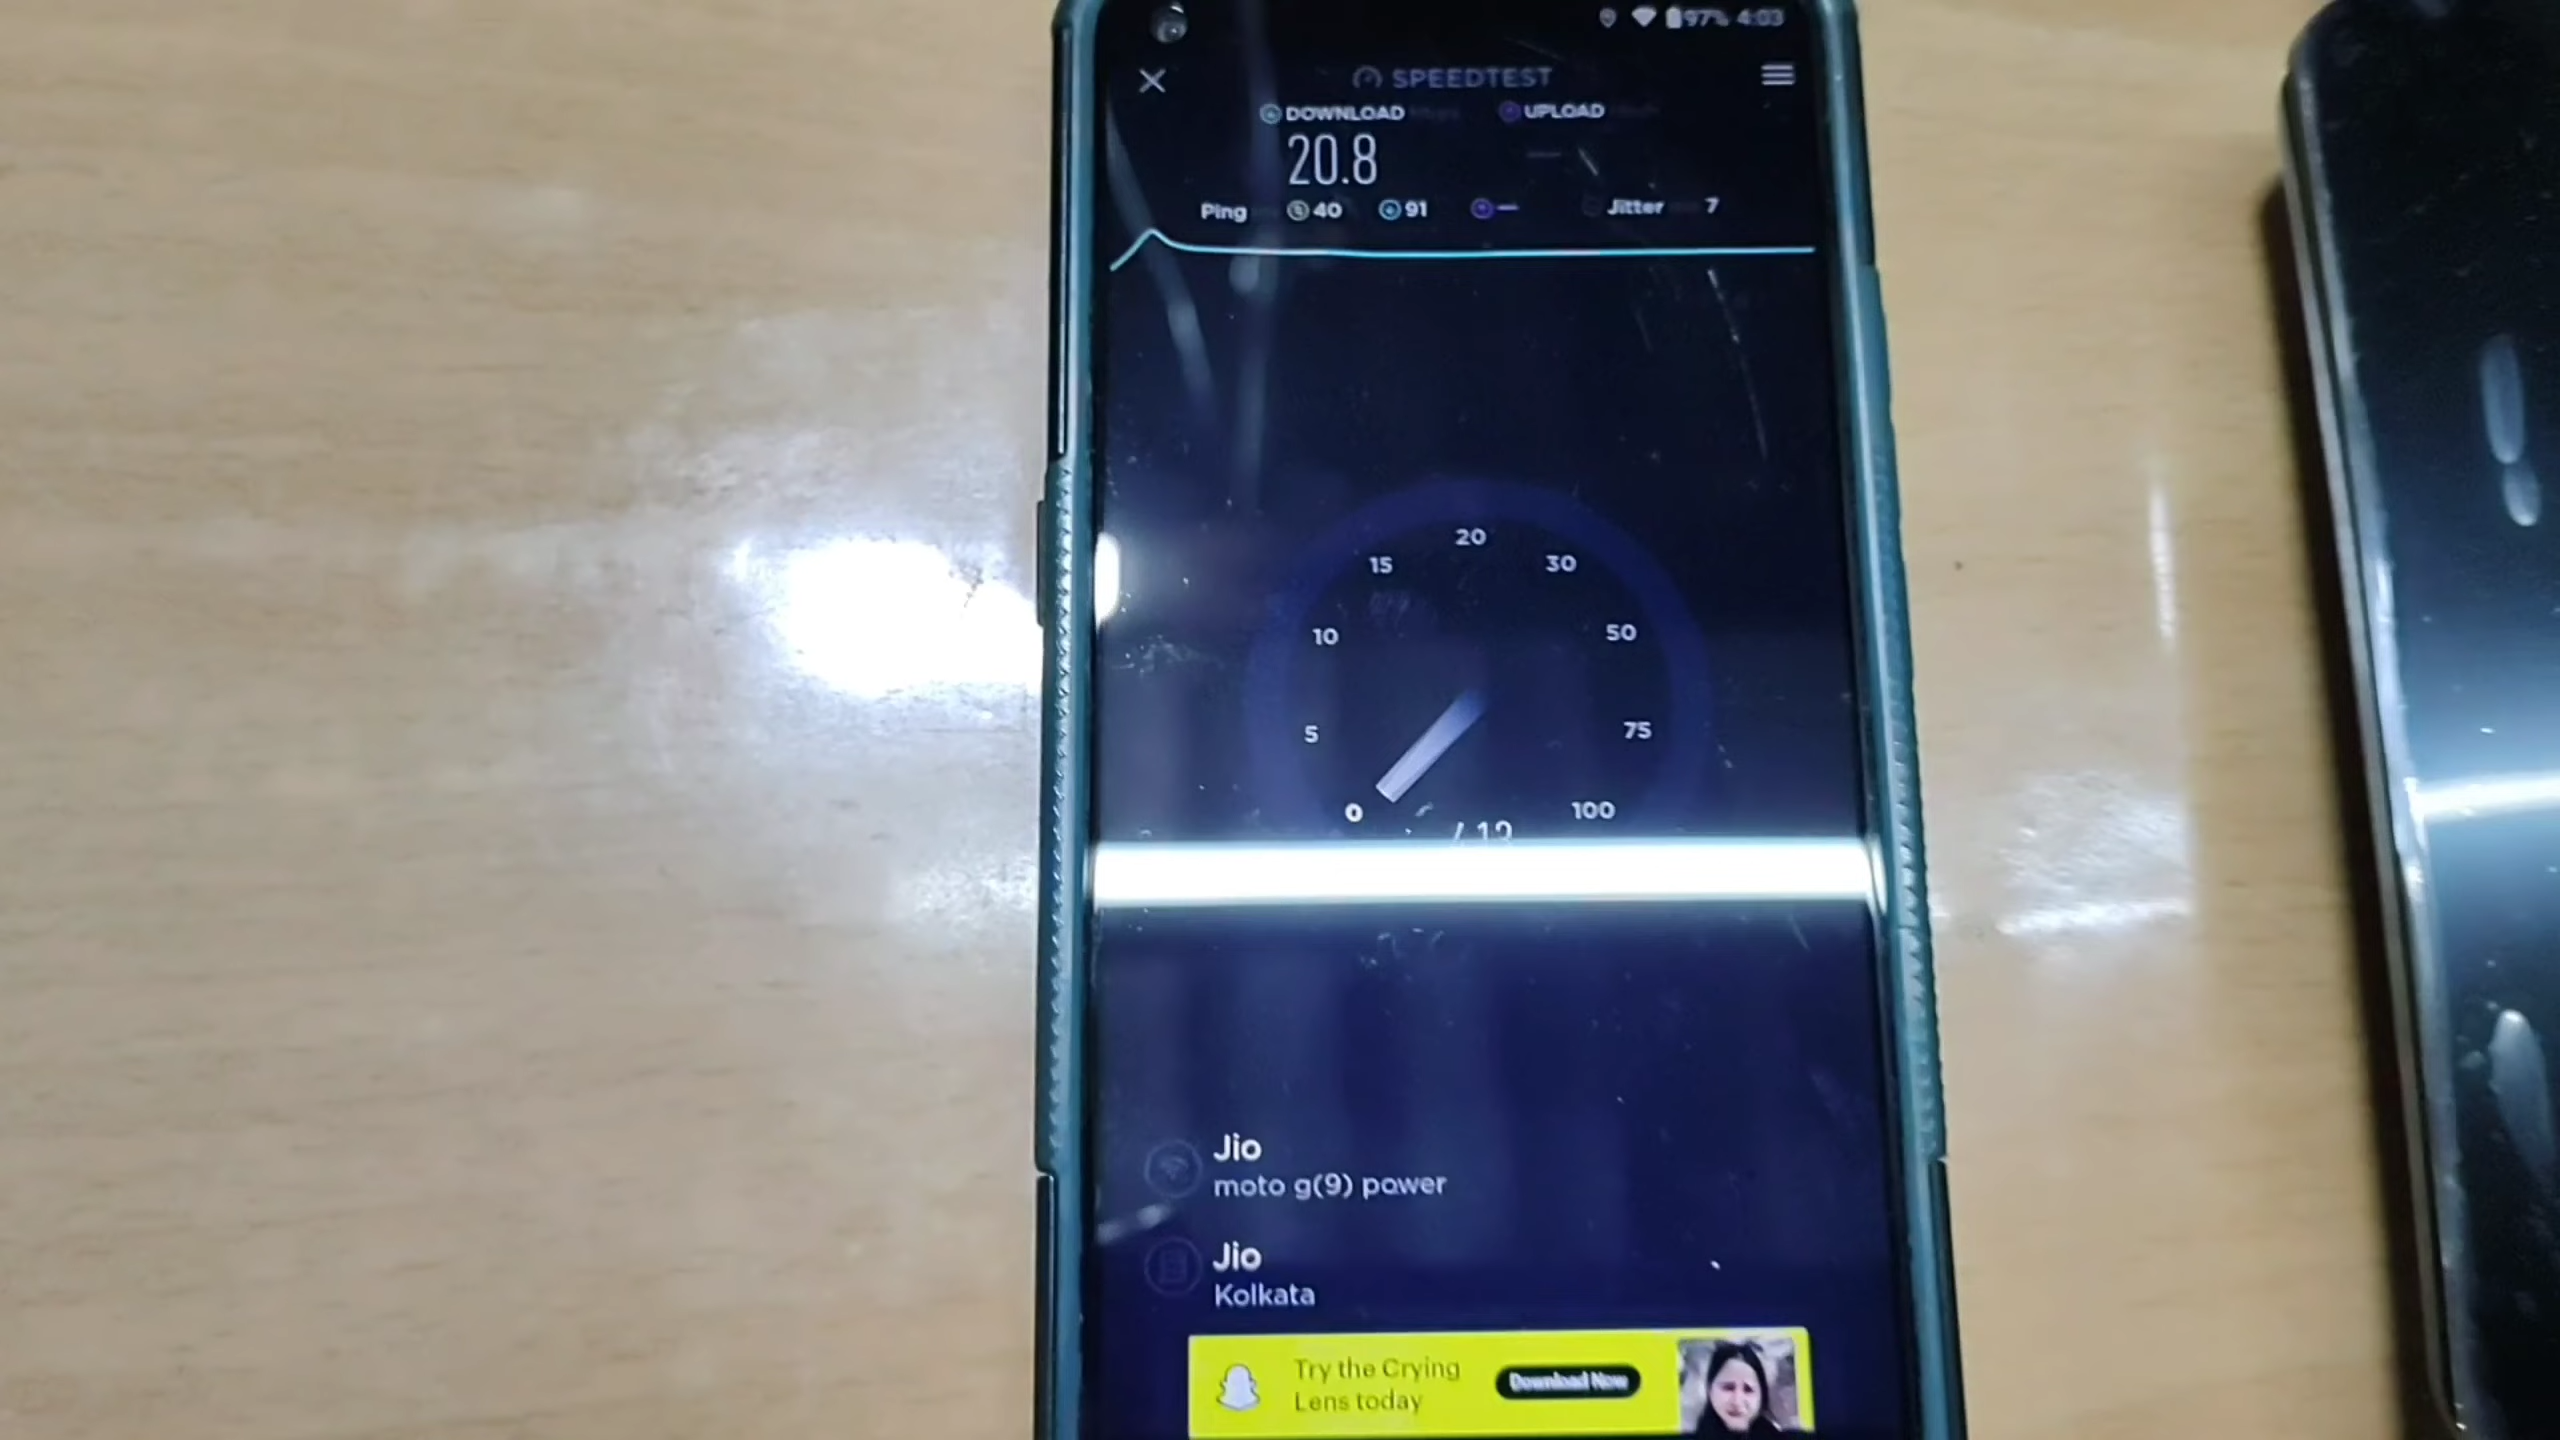 97% 4:03
SPEEDTEST
DOWNLOAD UPLOAD
20.8
Ping 40 91 — Jitter 7
20
15 30
10 50
5 75
0 100
Jio
moto g(9) power
Jio
Kolkata
Try the Crying
Lens today
Download Now